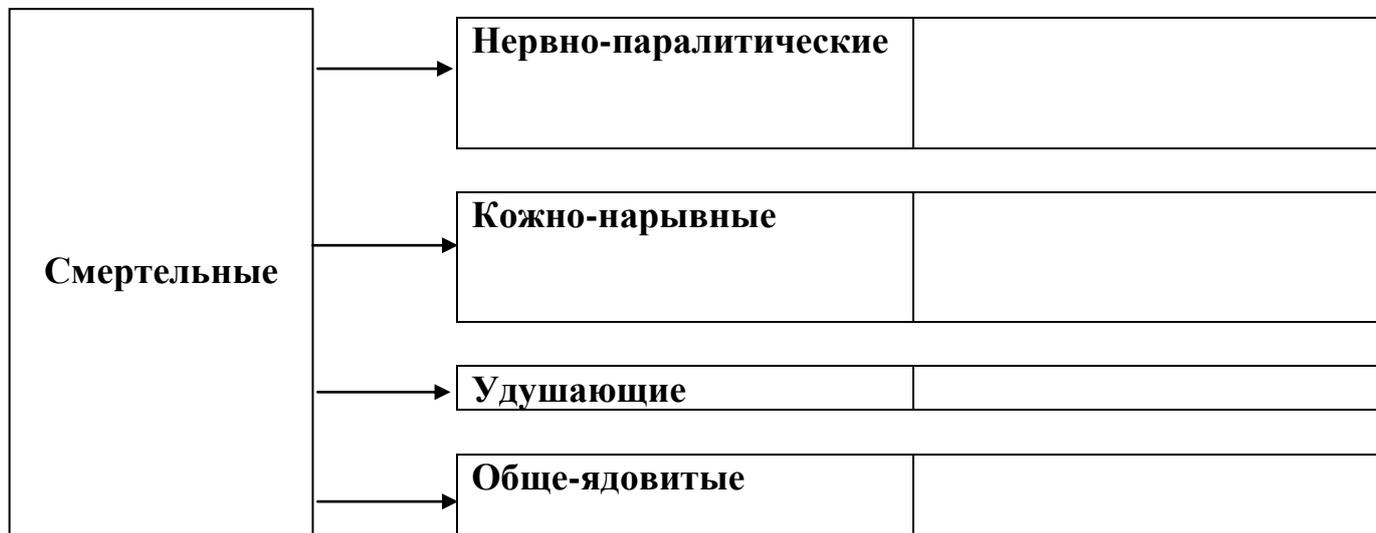 Нервно-паралитические
Кожно-нарывные
Смертельные
Удушающие
Обще-ядовитые